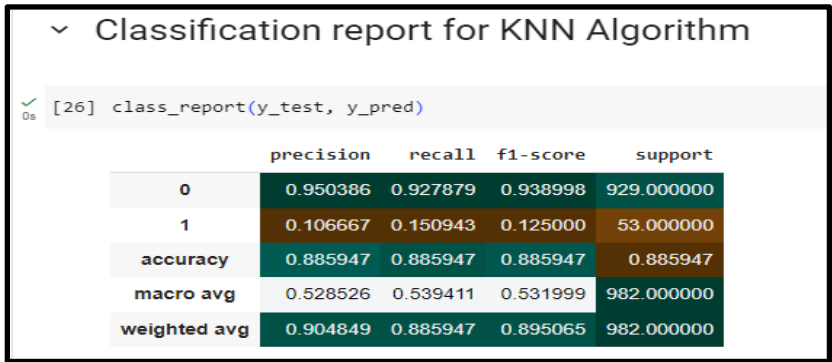 Classification report for KNN Algorithm
[26] class_report(y_test, y_pred)
0s
precision recall f1-score support
0 0.950386 0.927879 0.938998 929.000000
1 0.106667 0.150943 0.125000 53.000000
accuracy 0.885947 0.885947 0.885947 0.885947
macro avg 0.528526 0.539411 0.531999 982.000000
weighted avg 0.904849 0.885947 0.895065 982.000000